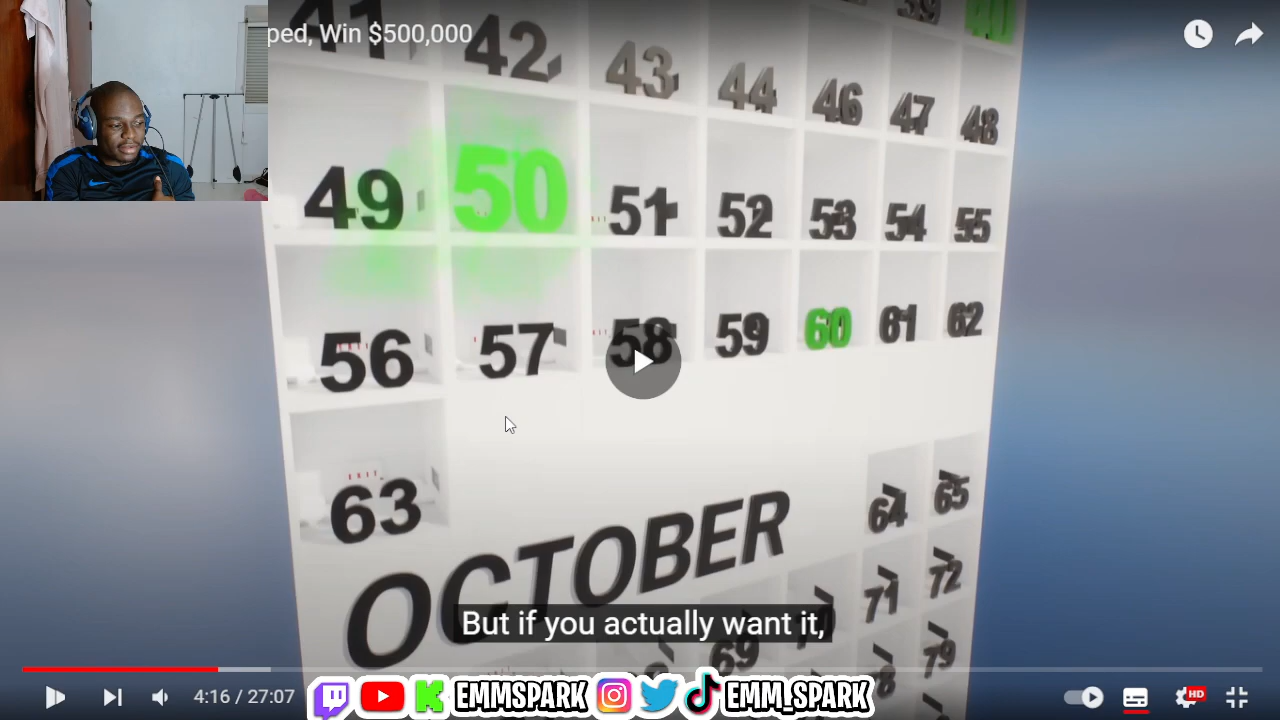 ped, Win $500,000
41 42 43 44 46 47 48
49 50 51 52 53 54 55
56 57 58 59 60 61 62
63 64 65
OCTOBER
71 72
69 79
But if you actually want it,
4:16 / 27:07
HD
EMMSPARK EMM_SPARK